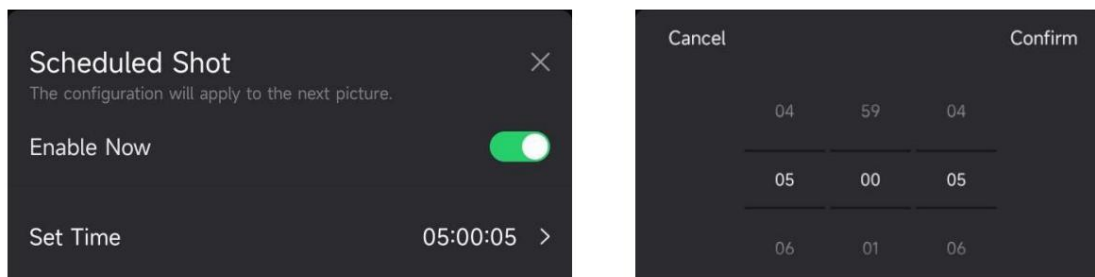 Scheduled Shot
The configuration will apply to the next picture.
Enable Now
Set Time 05:00:05 >
Cancel Confirm
04 59 04
05 00 05
06 01 06